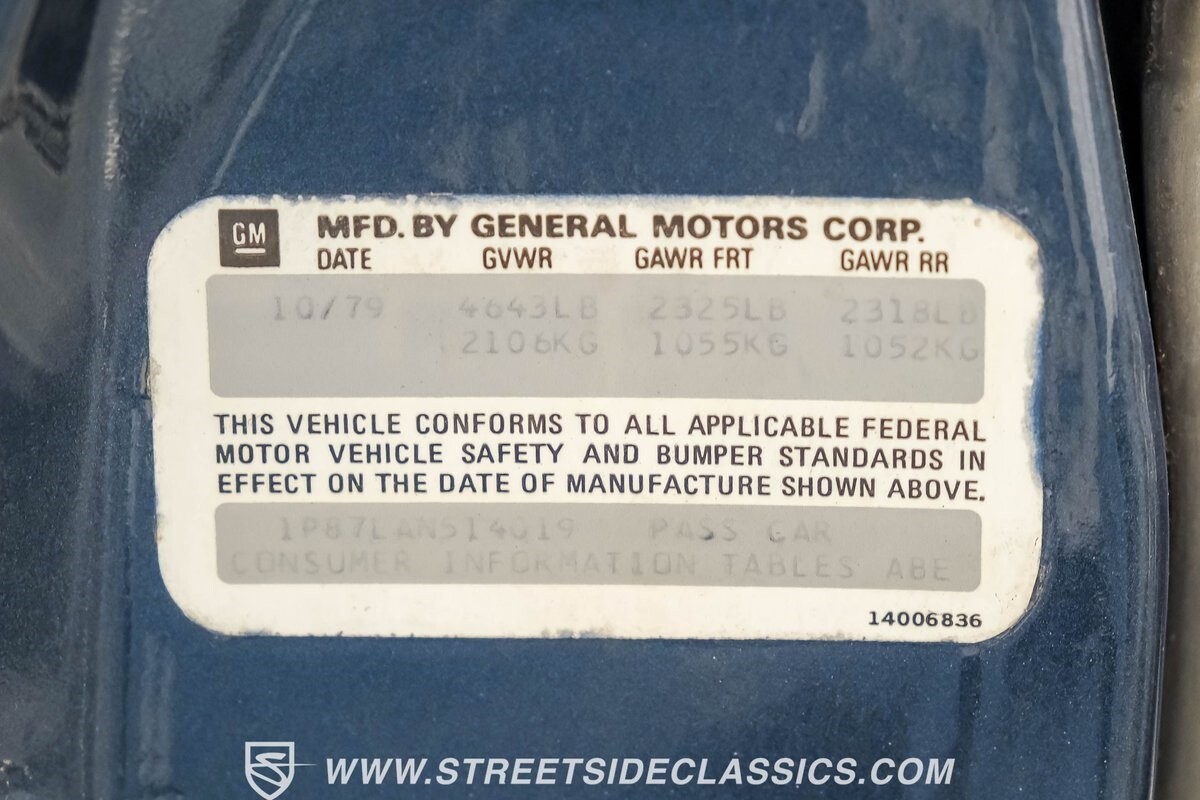 GM MFD. BY GENERAL MOTORS CORP.
DATE GVWR GAWR FRT GAWR RR
10/79 4643LB 2325LB 2318LB
2106KG 1055KG 1052KG
THIS VEHICLE CONFORMS TO ALL APPLICABLE FEDERAL
MOTOR VEHICLE SAFETY AND BUMPER STANDARDS IN
EFFECT ON THE DATE OF MANUFACTURE SHOWN ABOVE.
1P87LAN514019 PASS CAR
CONSUMER INFORMATION TABLES ABE
14006836
WWW.STREETSIDECLASSICS.COM